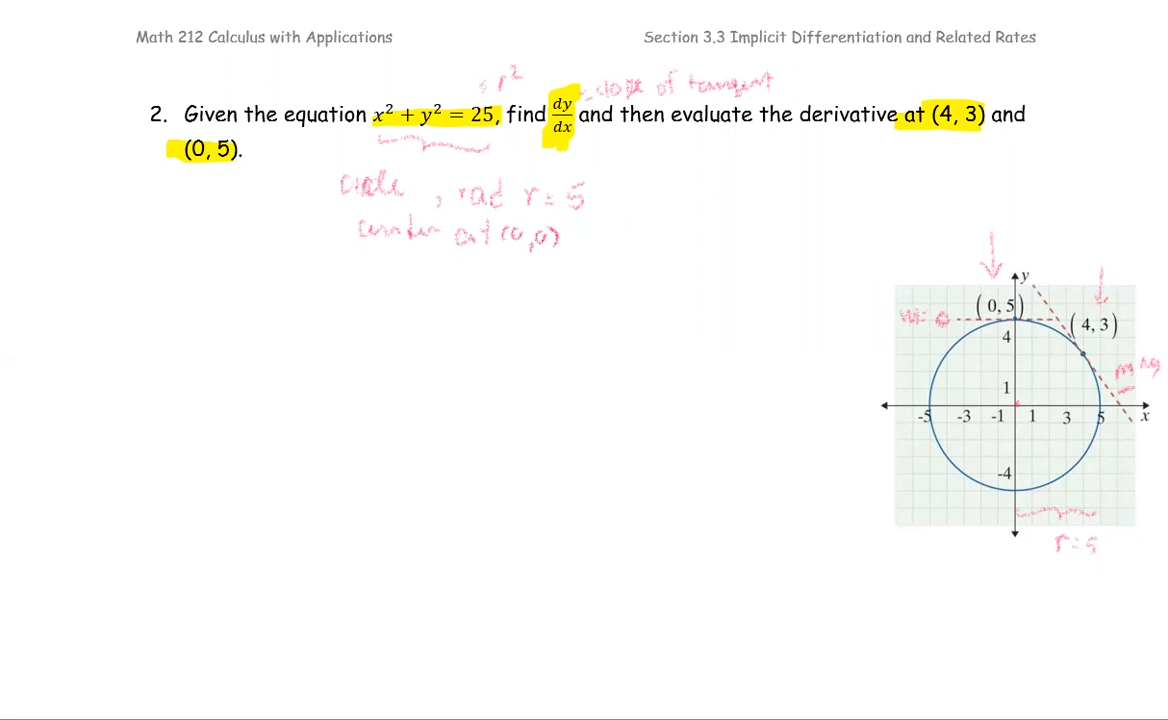 Math 212 Calculus with Applications Section 3.3 Implicit Differentiation and Related Rates
= r² slope of tangent
2. Given the equation x² + y² = 25, find dy/dx and then evaluate the derivative at (4, 3) and
(0, 5).
circle, rad r = 5
at (0,0)
y
(0, 5)
m = 0
(4, 3)
4
m neg
1
-5 -3 -1 1 3 5 x
-4
r = 5